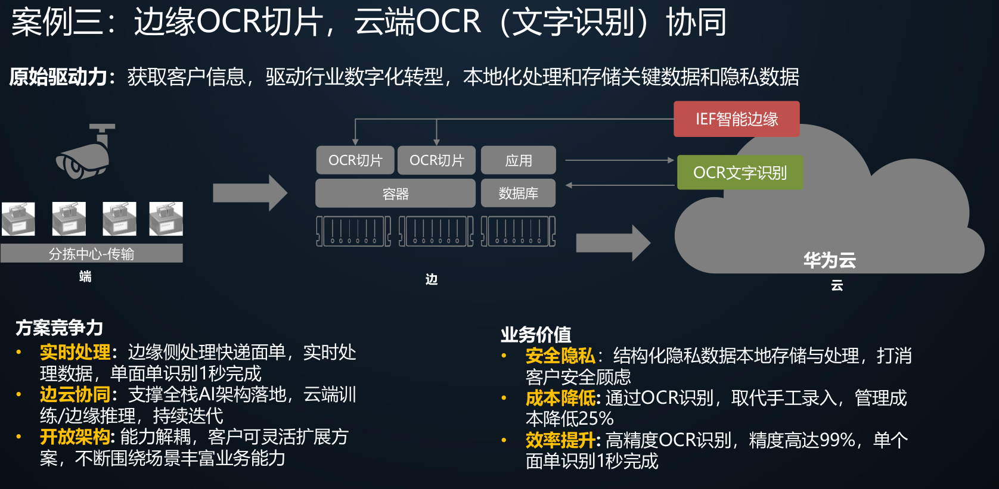 案例三：边缘OCR切片，云端OCR（文字识别）协同
原始驱动力：获取客户信息，驱动行业数字化转型，本地化处理和存储关键数据和隐私数据
IEF智能边缘
OCR切片
OCR切片
应用
OCR文字识别
容器
数据库
分拣中心-传输
华为云
端
边
云
方案竞争力
• 实时处理：边缘侧处理快递面单，实时处
理数据，单面单识别1秒完成
• 边云协同：支撑全栈AI架构落地，云端训
练/边缘推理，持续迭代
• 开放架构: 能力解耦，客户可灵活扩展方
案，不断围绕场景丰富业务能力
业务价值
• 安全隐私：结构化隐私数据本地存储与处理，打消
客户安全顾虑
• 成本降低: 通过OCR识别，取代手工录入，管理成
本降低25%
• 效率提升: 高精度OCR识别，精度高达99%，单个
面单识别1秒完成